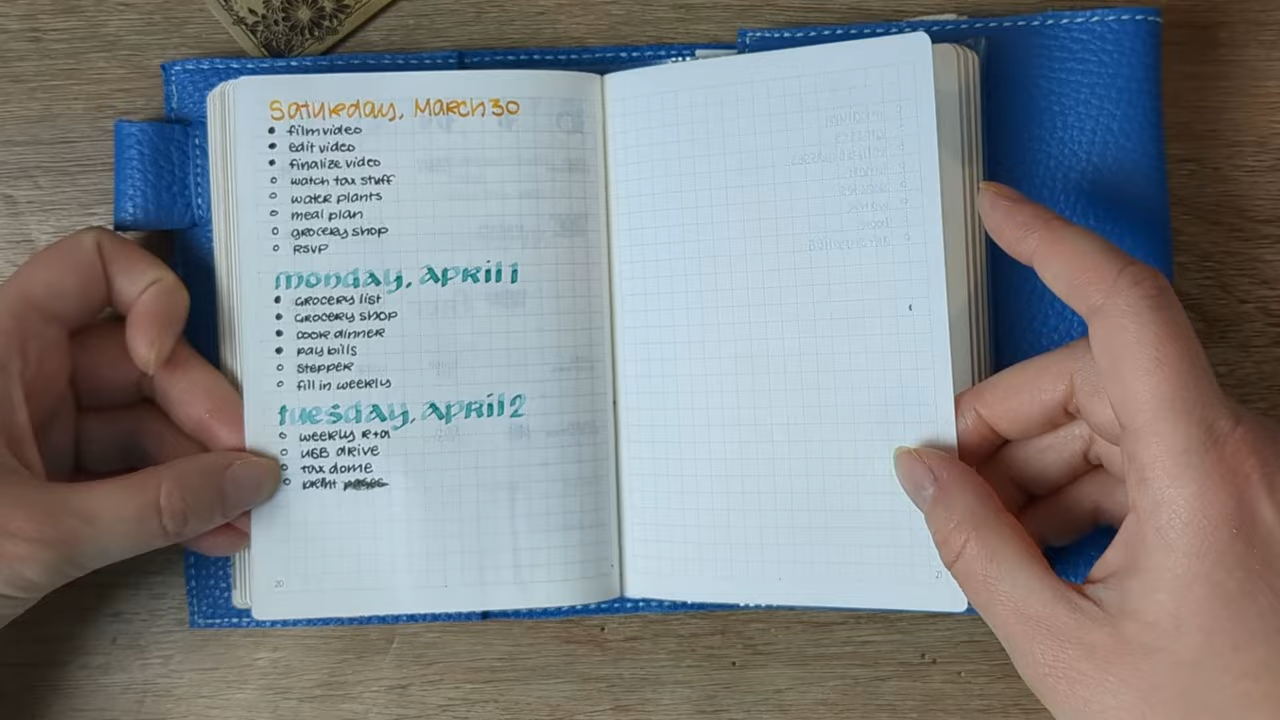 Saturday, March 30
• film video
• edit video
• finalize video
○ watch tax stuff
○ water plants
○ meal plan
○ grocery shop
○ RSVP
monday, april 1
• grocery list
• grocery shop
• cook dinner
• pay bills
○ stepper
○ fill in weekly
tuesday, april 2
○ weekly
○ USB drive
○ tax dome
○ print pages
20
21